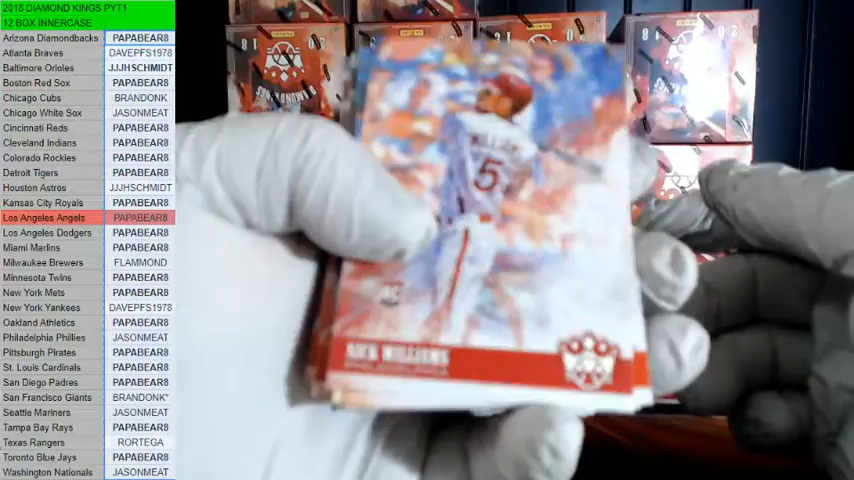 2018 DIAMOND KINGS PYT1
12 BOX INNERCASE
Arizona Diamondbacks PAPABEAR8
Atlanta Braves DAVEPFS1978
Baltimore Orioles JJJHSCHMIDT
Boston Red Sox PAPABEAR8
Chicago Cubs BRANDONK
Chicago White Sox JASONMEAT
Cincinnati Reds PAPABEAR8
Cleveland Indians PAPABEAR8
Colorado Rockies PAPABEAR8
Detroit Tigers PAPABEAR8
Houston Astros JJJHSCHMIDT
Kansas City Royals PAPABEAR8
Los Angeles Angels PAPABEAR8
Los Angeles Dodgers PAPABEAR8
Miami Marlins PAPABEAR8
Milwaukee Brewers FLAMMOND
Minnesota Twins PAPABEAR8
New York Mets PAPABEAR8
New York Yankees DAVEPFS1978
Oakland Athletics PAPABEAR8
Philadelphia Phillies JASONMEAT
Pittsburgh Pirates PAPABEAR8
St. Louis Cardinals PAPABEAR8
San Diego Padres PAPABEAR8
San Francisco Giants BRANDONK*
Seattle Mariners JASONMEAT
Tampa Bay Rays PAPABEAR8
Texas Rangers RORTEGA
Toronto Blue Jays PAPABEAR8
Washington Nationals JASONMEAT
WILLIAMS
5
NICK WILLIAMS